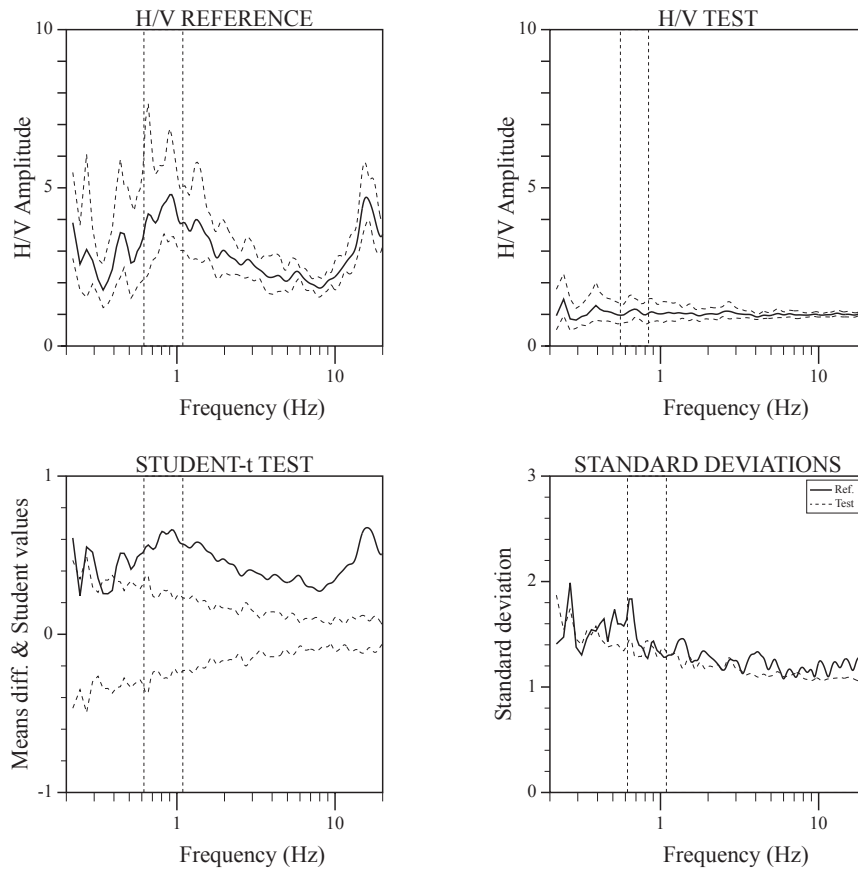 H/V REFERENCE
10
5
0
H/V Amplitude
1
10
Frequency (Hz)
H/V TEST
10
5
0
H/V Amplitude
1
10
Frequency (Hz)
STUDENT-t TEST
1
0
-1
Means diff. & Student values
1
10
Frequency (Hz)
STANDARD DEVIATIONS
3
2
1
0
Standard deviation
Ref.
Test
1
10
Frequency (Hz)